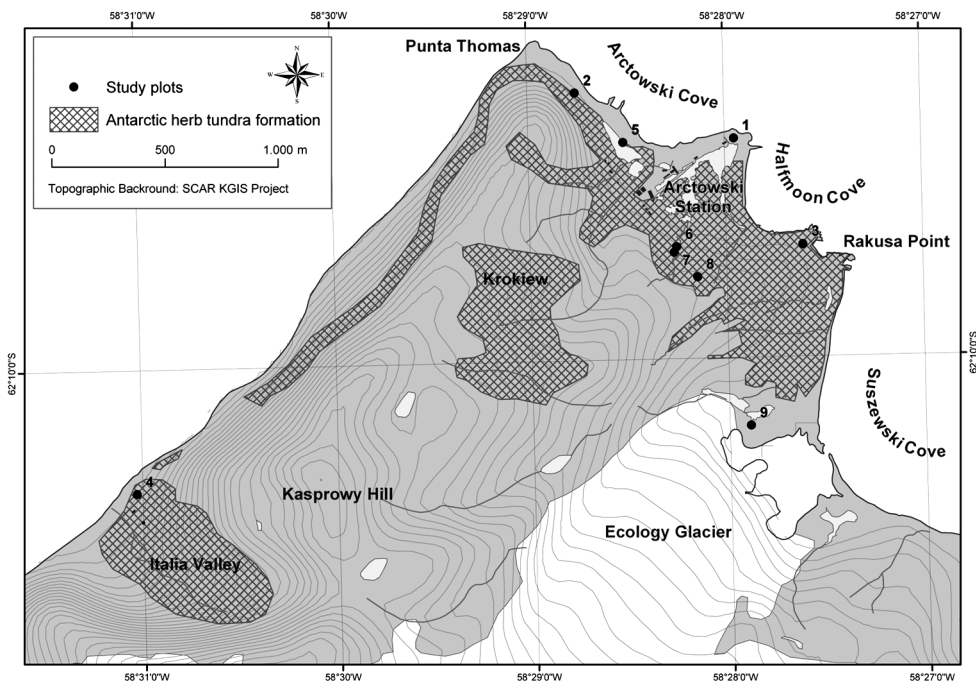 58°31'0"W 58°30'0"W 58°29'0"W 58°28'0"W 58°27'0"W
Punta Thomas
Arctowski Cove
N
W E
S
Study plots
Antarctic herb tundra formation
0 500 1.000 m
Topographic Background: SCAR KGIS Project
2
5
1
Halfmoon Cove
Arctowski
Station
3
Rakusa Point
6
7
8
Krokiew
62°10'0"S
62°10'0"S
Suszewski Cove
9
4
Kasprowy Hill
Ecology Glacier
Italia Valley
58°31'0"W 58°30'0"W 58°29'0"W 58°28'0"W 58°27'0"W